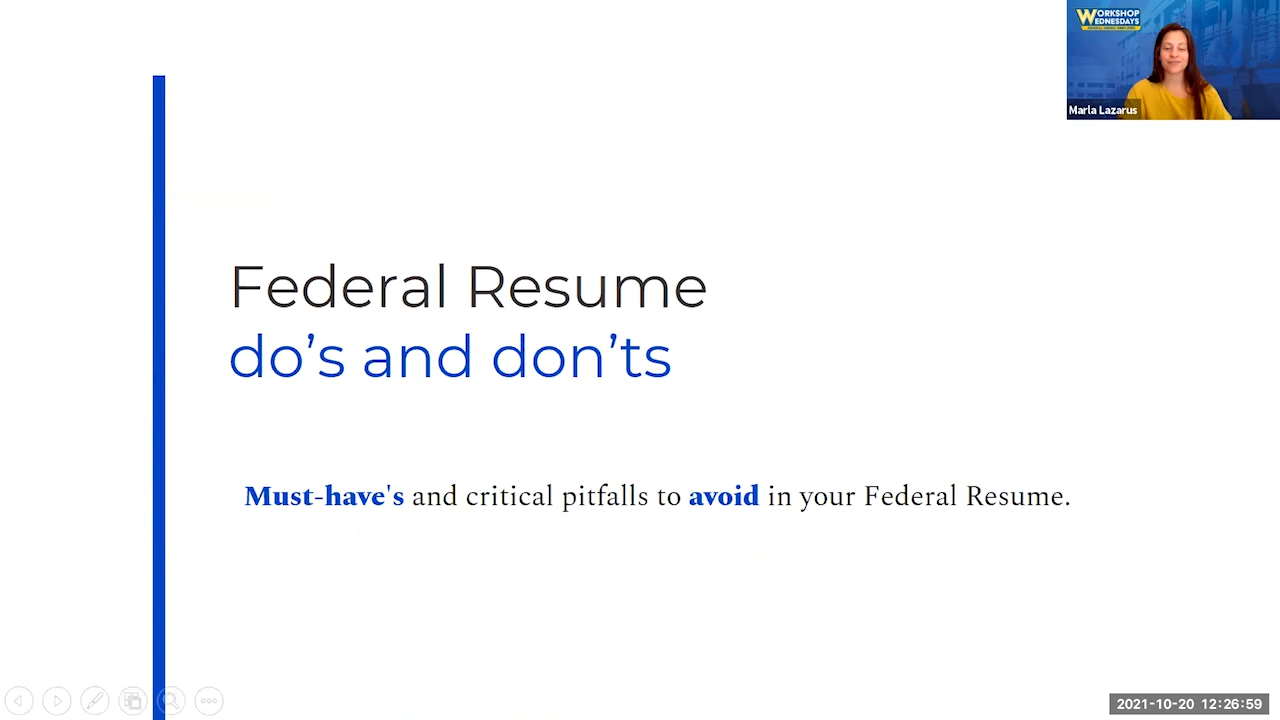 WORKSHOP
WEDNESDAYS
Marla Lazarus
Federal Resume
do’s and don’ts
Must-have's and critical pitfalls to avoid in your Federal Resume.
2021-10-20 12:26:59